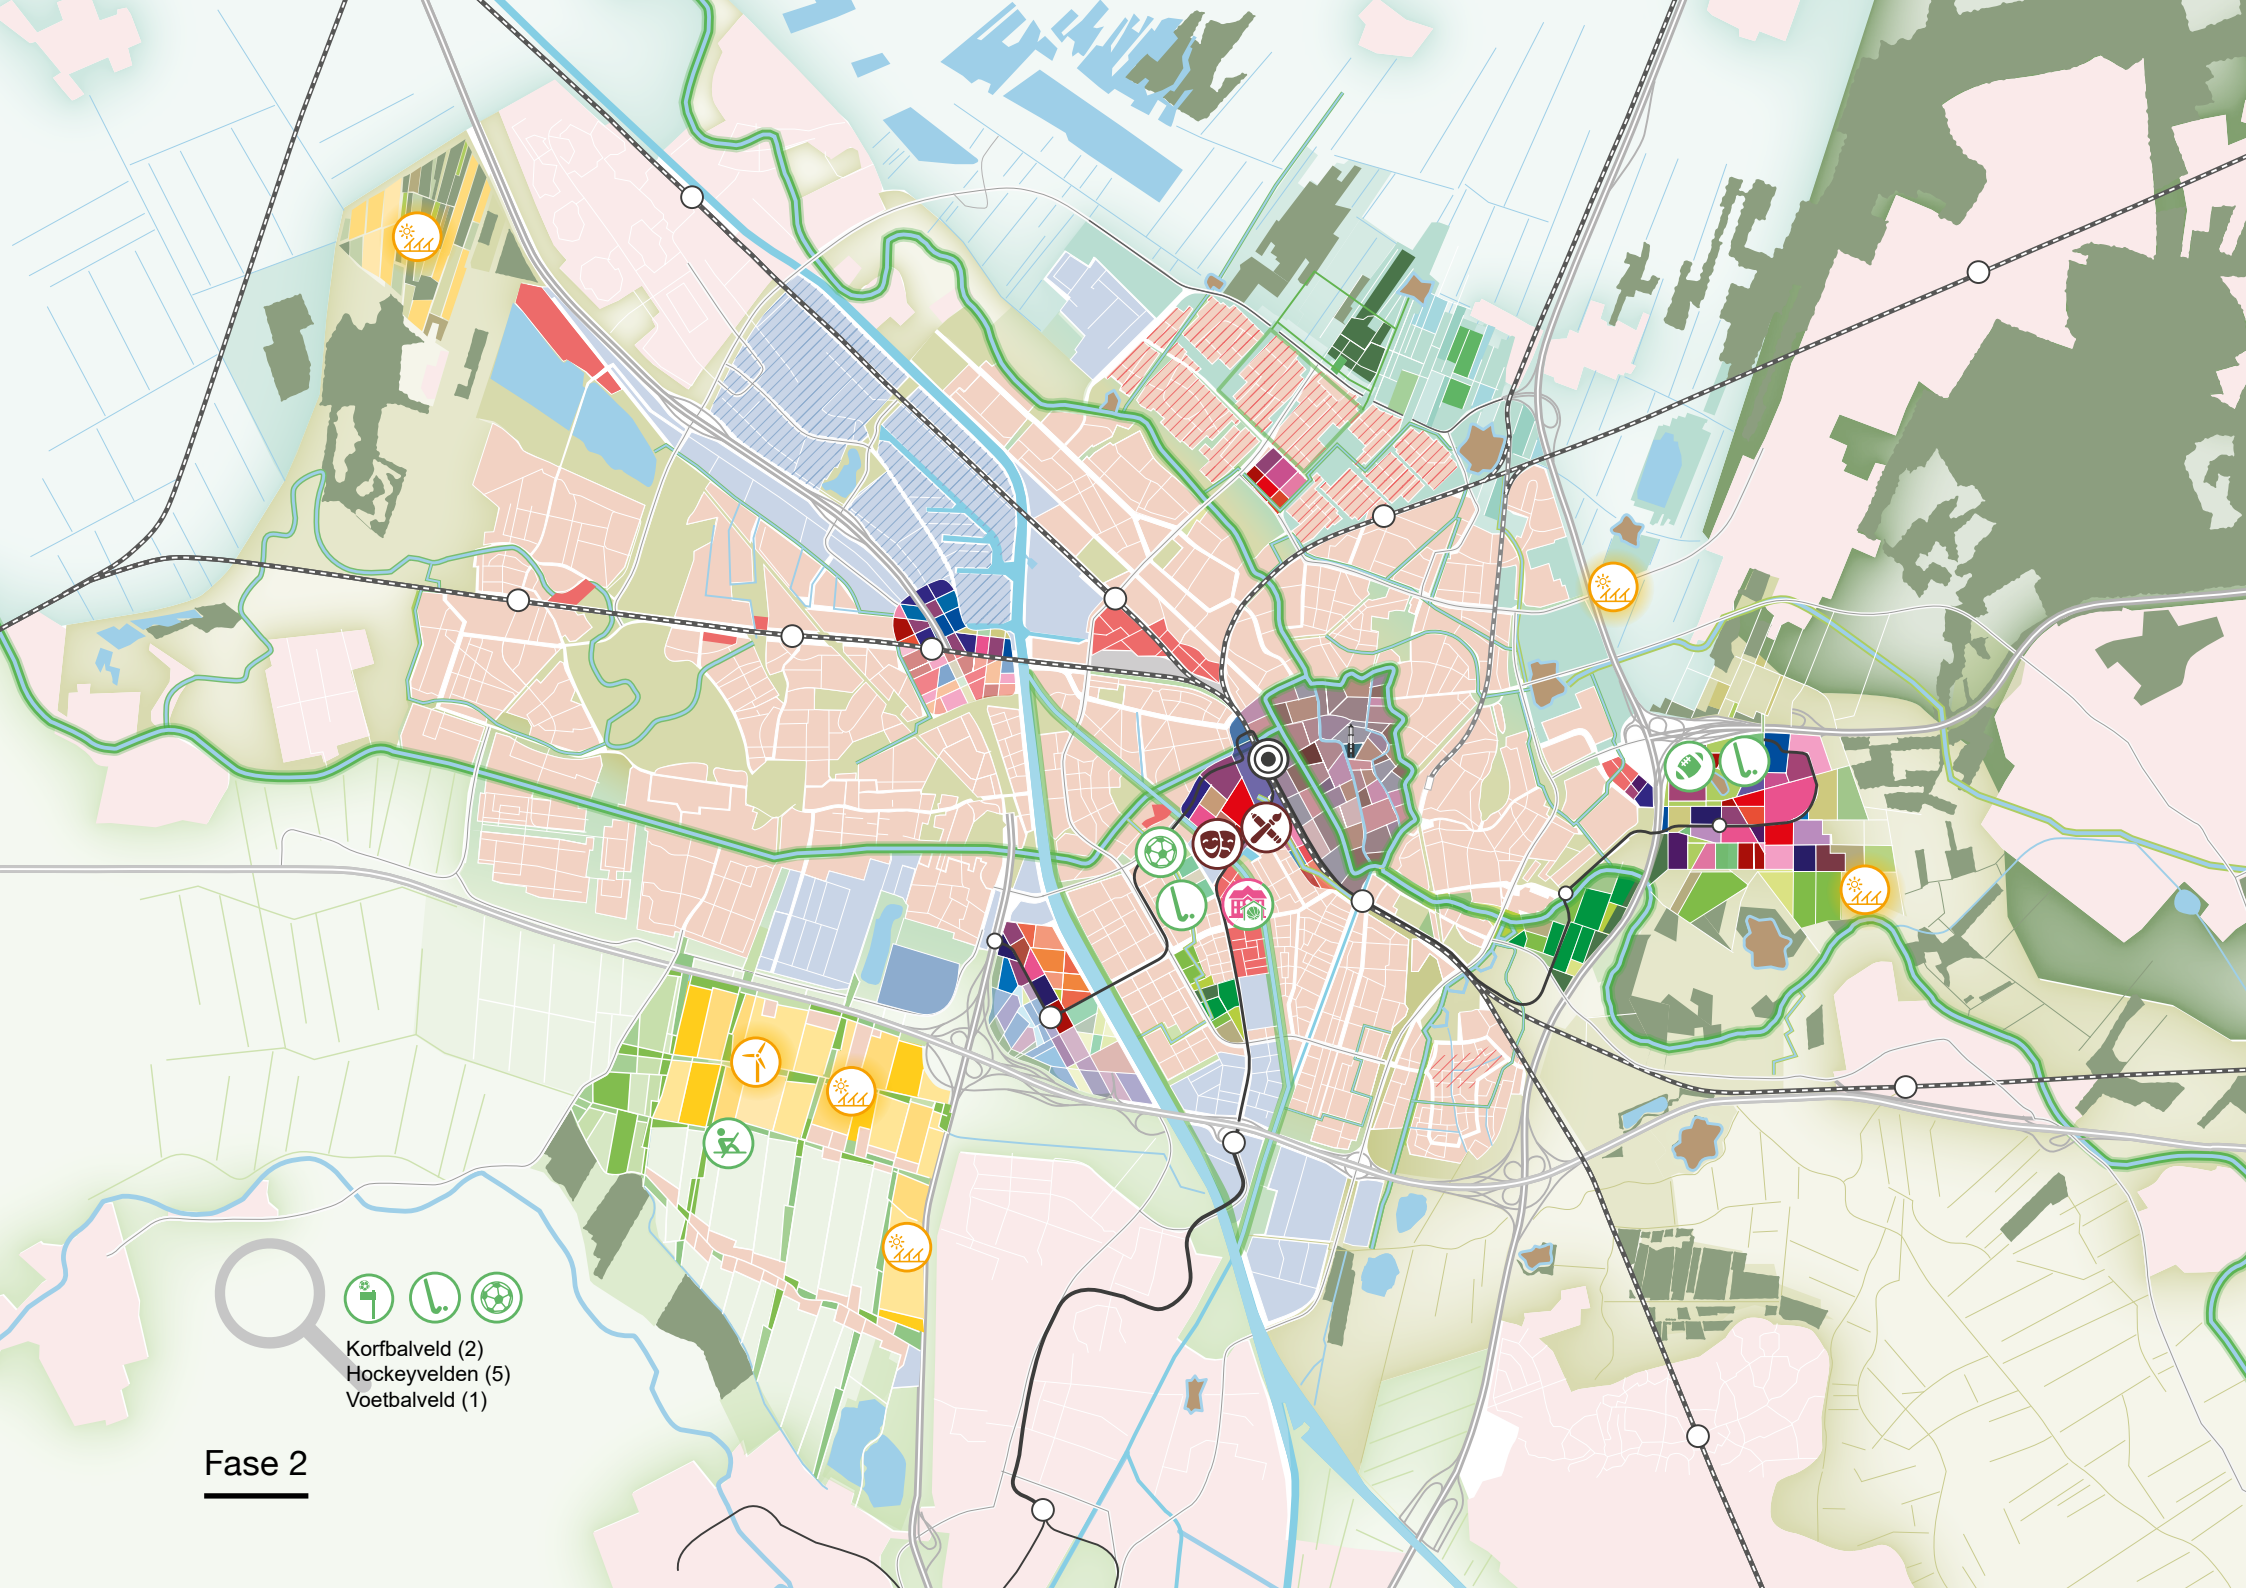 Korfbalveld (2)
Hockeyvelden (5)
Voetbalveld (1)
Fase 2